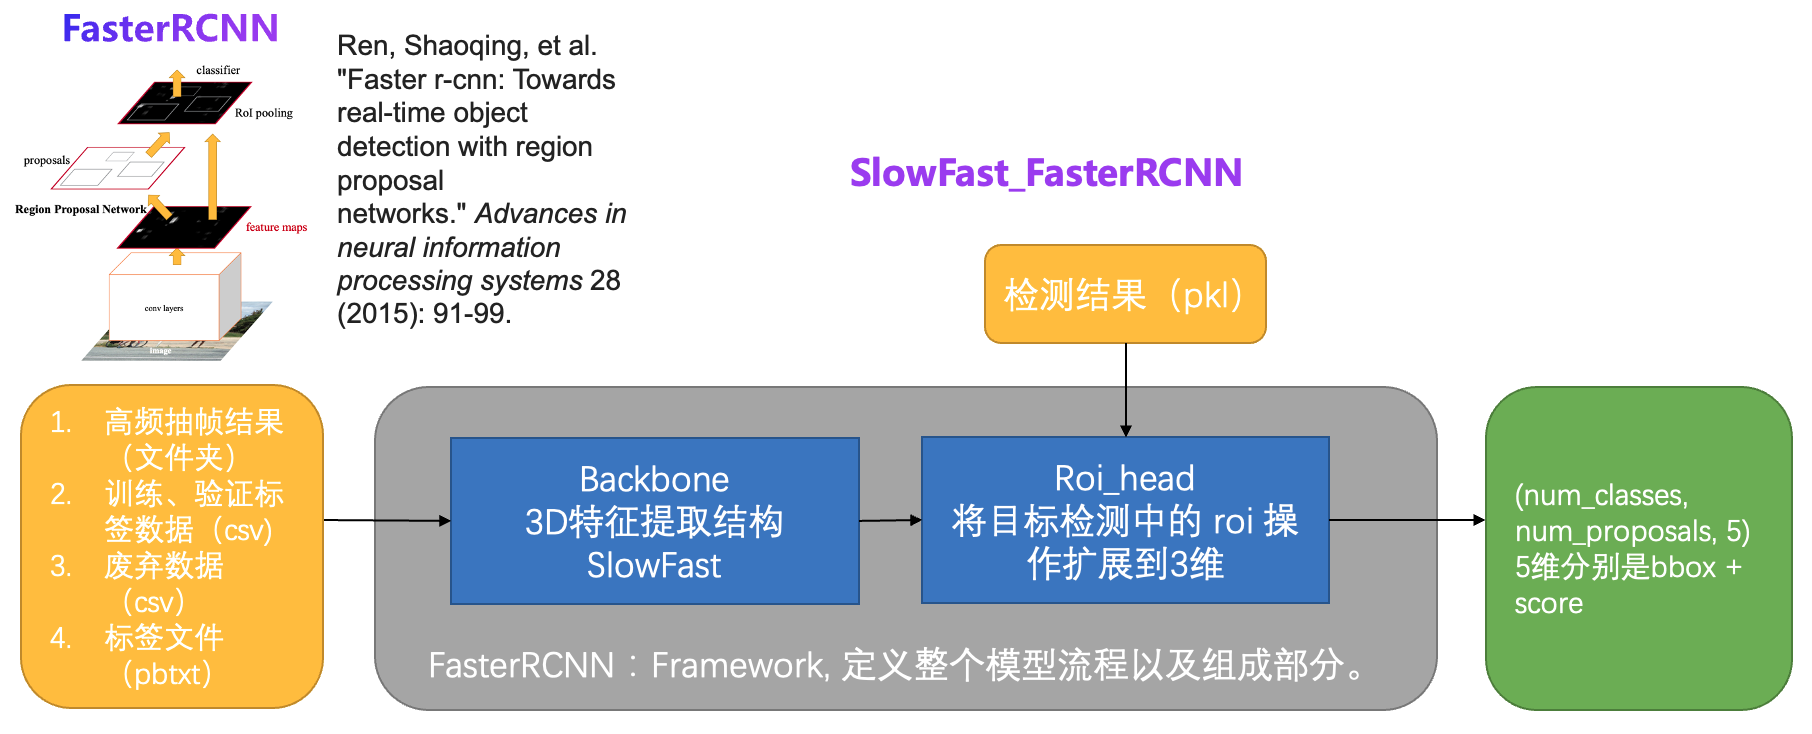 FasterRCNN
classifier
RoI pooling
proposals
Region Proposal Network
feature maps
conv layers
image
Ren, Shaoqing, et al.
"Faster r-cnn: Towards
real-time object
detection with region
proposal
networks." Advances in
neural information
processing systems 28
(2015): 91-99.
SlowFast_FasterRCNN
检测结果（pkl）
1. 高频抽帧结果
（文件夹）
2. 训练、验证标
签数据（csv)
3. 废弃数据
（csv）
4. 标签文件
（pbtxt）
Backbone
3D特征提取结构
SlowFast
Roi_head
将目标检测中的 roi 操
作扩展到3维
FasterRCNN：Framework, 定义整个模型流程以及组成部分。
(num_classes,
num_proposals, 5)
5维分别是bbox +
score